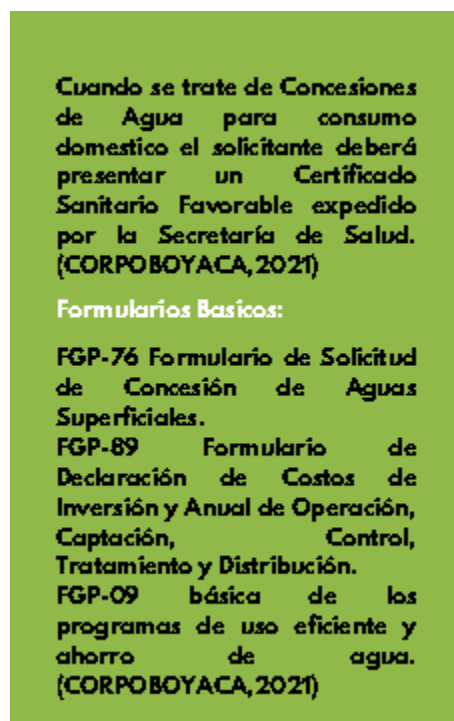 Cuando se trate de Concesiones
de Agua para consumo
domestico el solicitante deberá
presentar un Certificado
Sanitario Favorable expedido
por la Secretaría de Salud.
(CORPOBOYACA, 2021)
Formularios Basicos:
FGP-76 Formulario de Solicitud
de Concesión de Aguas
Superficiales.
FGP-89 Formulario de
Declaración de Costos de
Inversión y Anual de Operación,
Captación, Control,
Tratamiento y Distribución.
FGP-09 básica de los
programas de uso eficiente y
ahorro de agua.
(CORPOBOYACA, 2021)